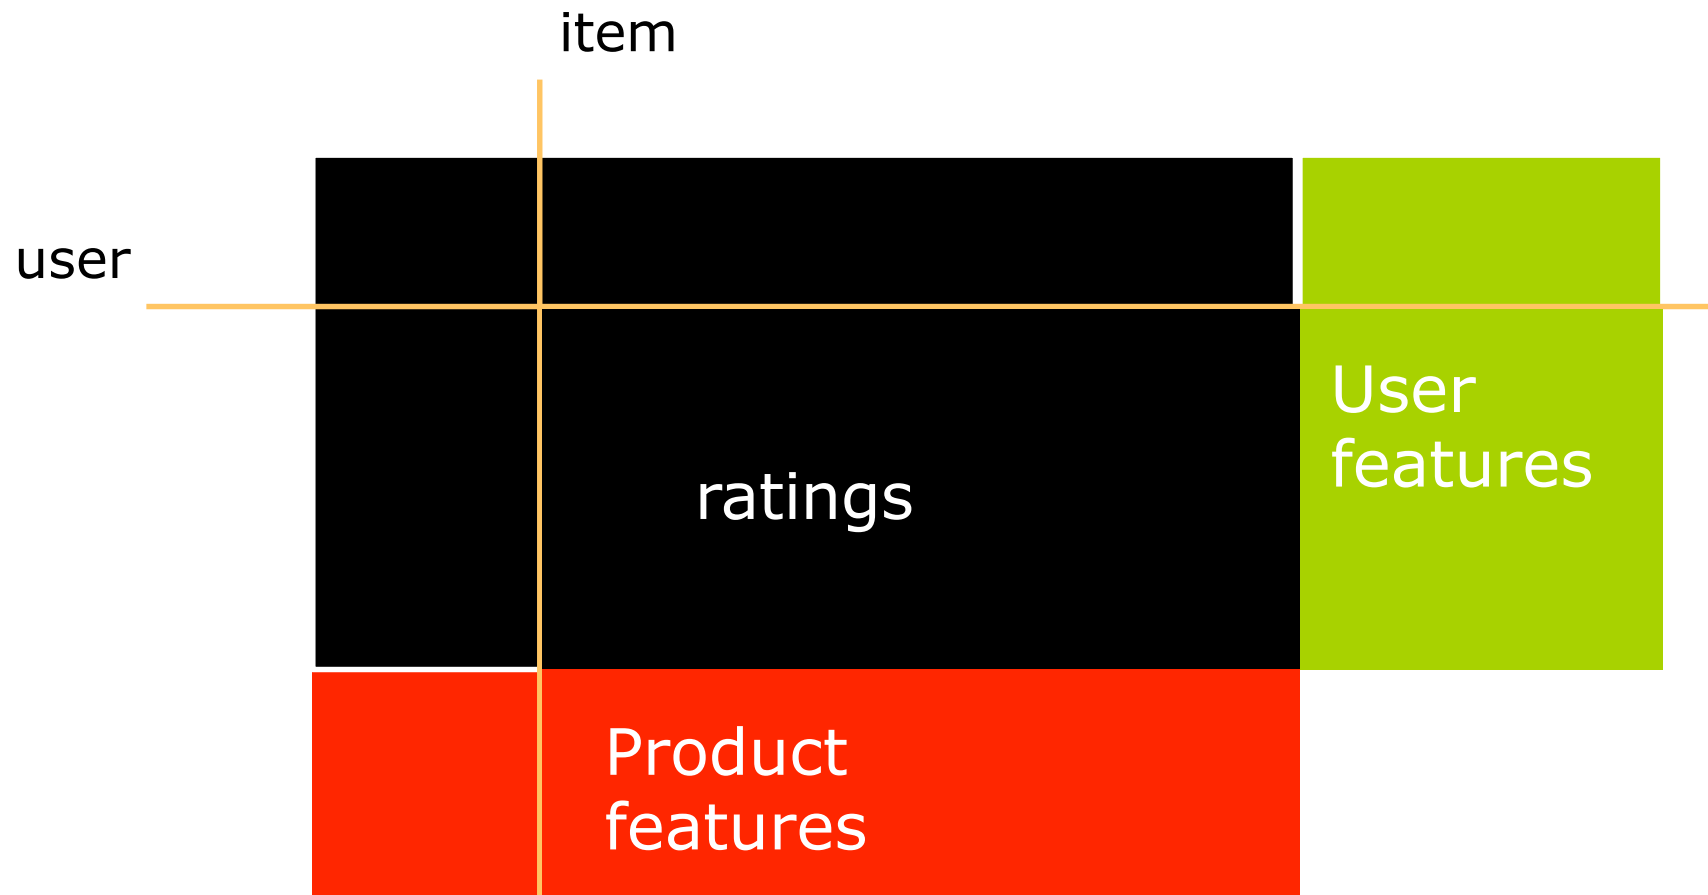 item
user
User
features
ratings
Product
features